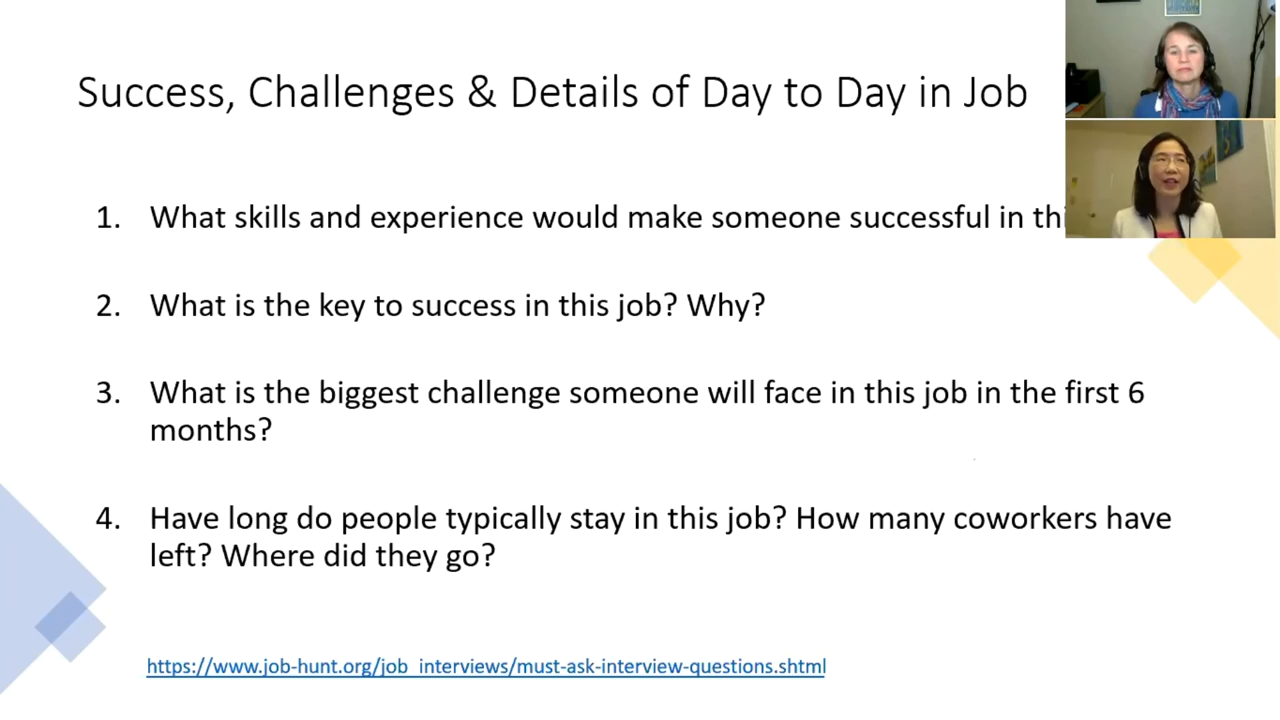 Success, Challenges & Details of Day to Day in Job
1. What skills and experience would make someone successful in
2. What is the key to success in this job? Why?
3. What is the biggest challenge someone will face in this job in the first 6
months?
4. Have long do people typically stay in this job? How many coworkers have
left? Where did they go?
https://www.job-hunt.org/job_interviews/must-ask-interview-questions.shtml